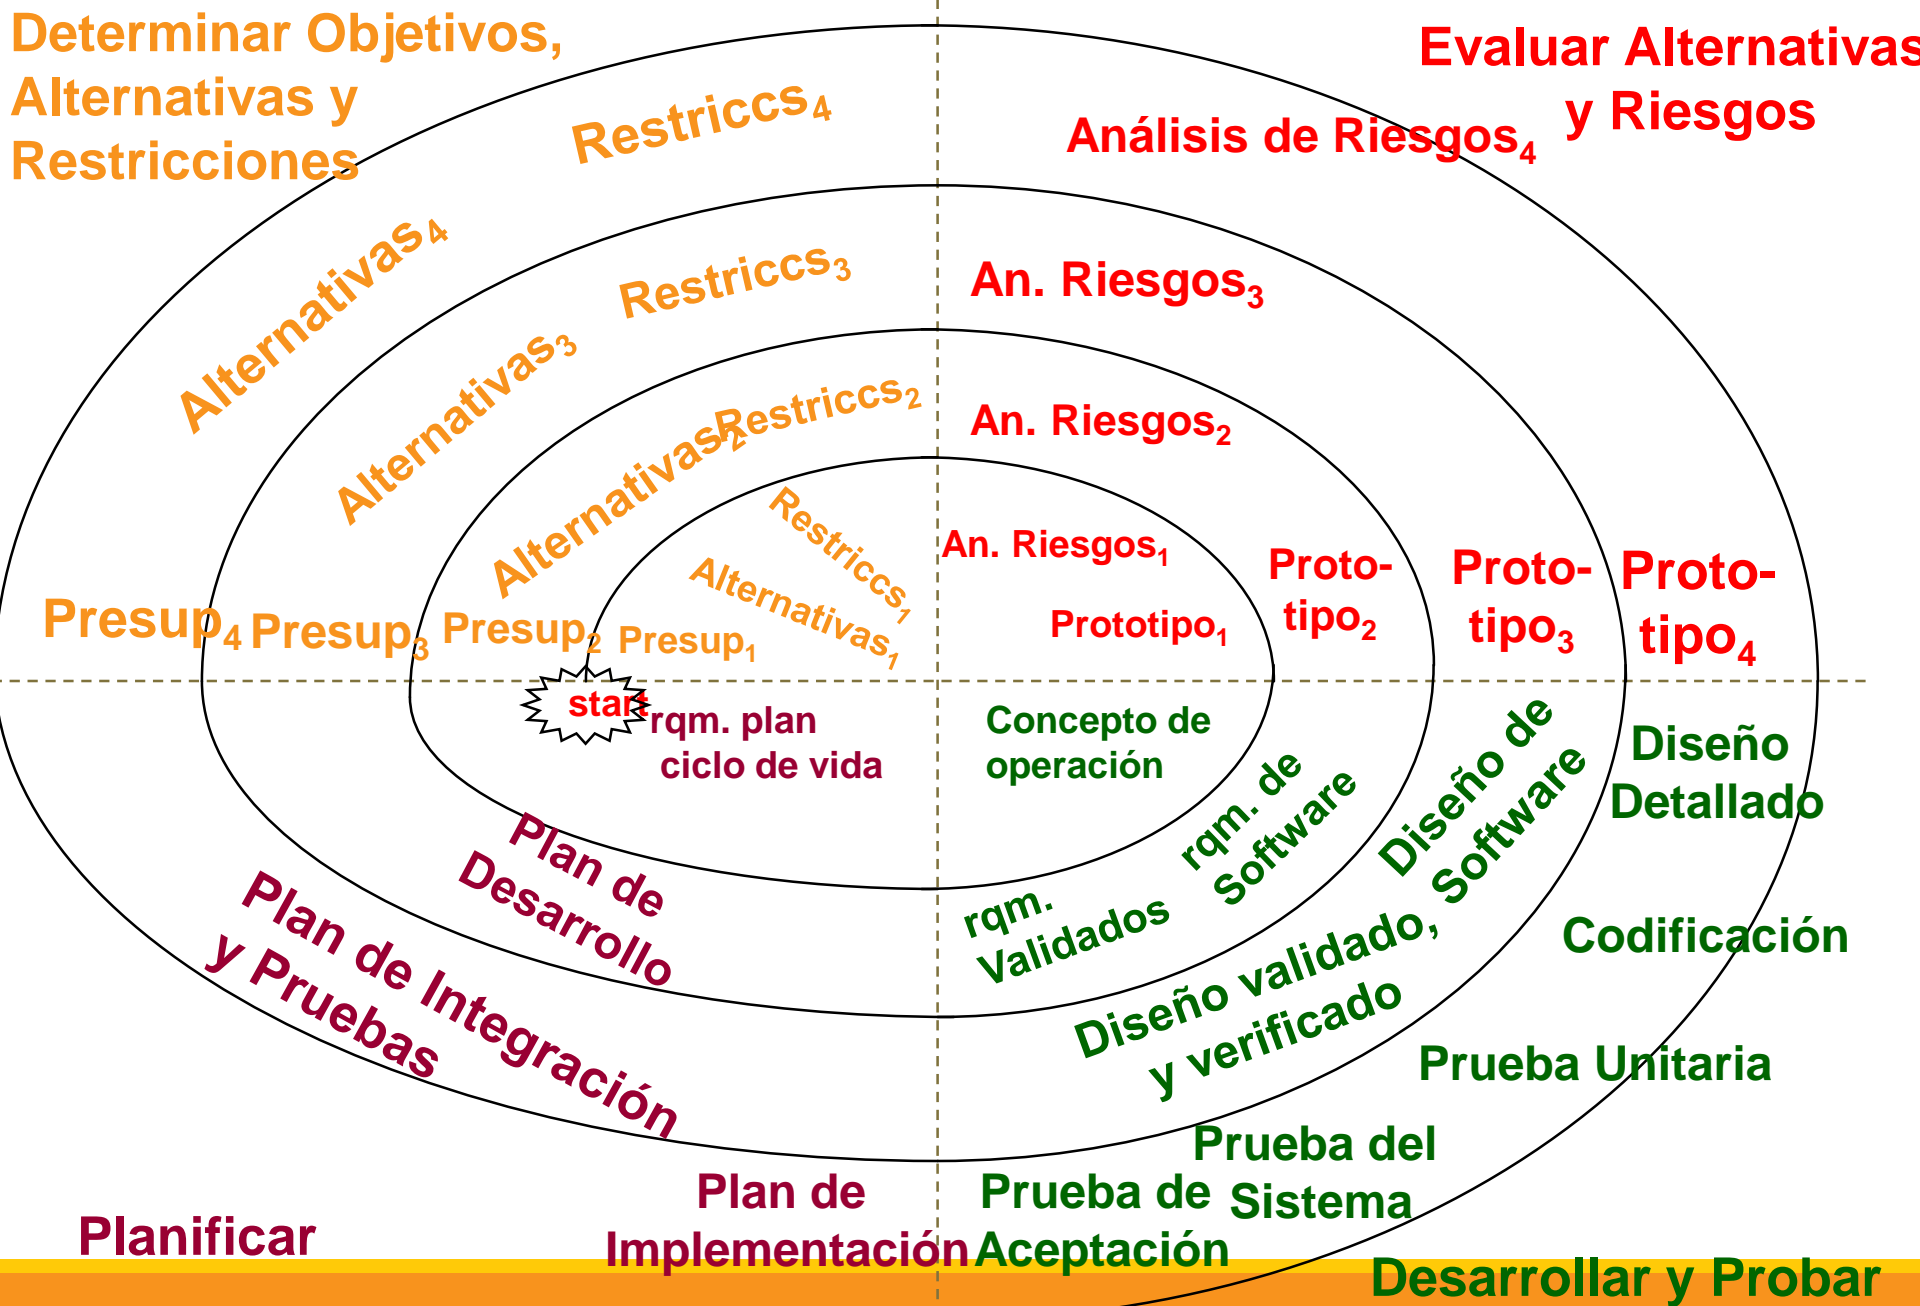 Determinar Objetivos,
Alternativas y
Restricciones
Evaluar Alternativas
y Riesgos
Restriccs4
Análisis de Riesgos4
Alternativas4
Restriccs3
An. Riesgos3
Alternativas3
Restriccs2
An. Riesgos2
Alternativas2
Restriccs1
An. Riesgos1
Alternativas1
Presup4
Presup3
Presup2
Presup1
Prototipo1
Proto-
tipo2
Proto-
tipo3
Proto-
tipo4
start
rqm. plan
ciclo de vida
Concepto de
operación
rqm. de
Software
Diseño de
Software
Diseño
Detallado
Plan de
Desarrollo
rqm.
Validados
Diseño validado,
y verificado
Codificación
Plan de Integración
y Pruebas
Prueba Unitaria
Prueba del
Sistema
Plan de
Implementación
Prueba de
Aceptación
Planificar
Desarrollar y Probar